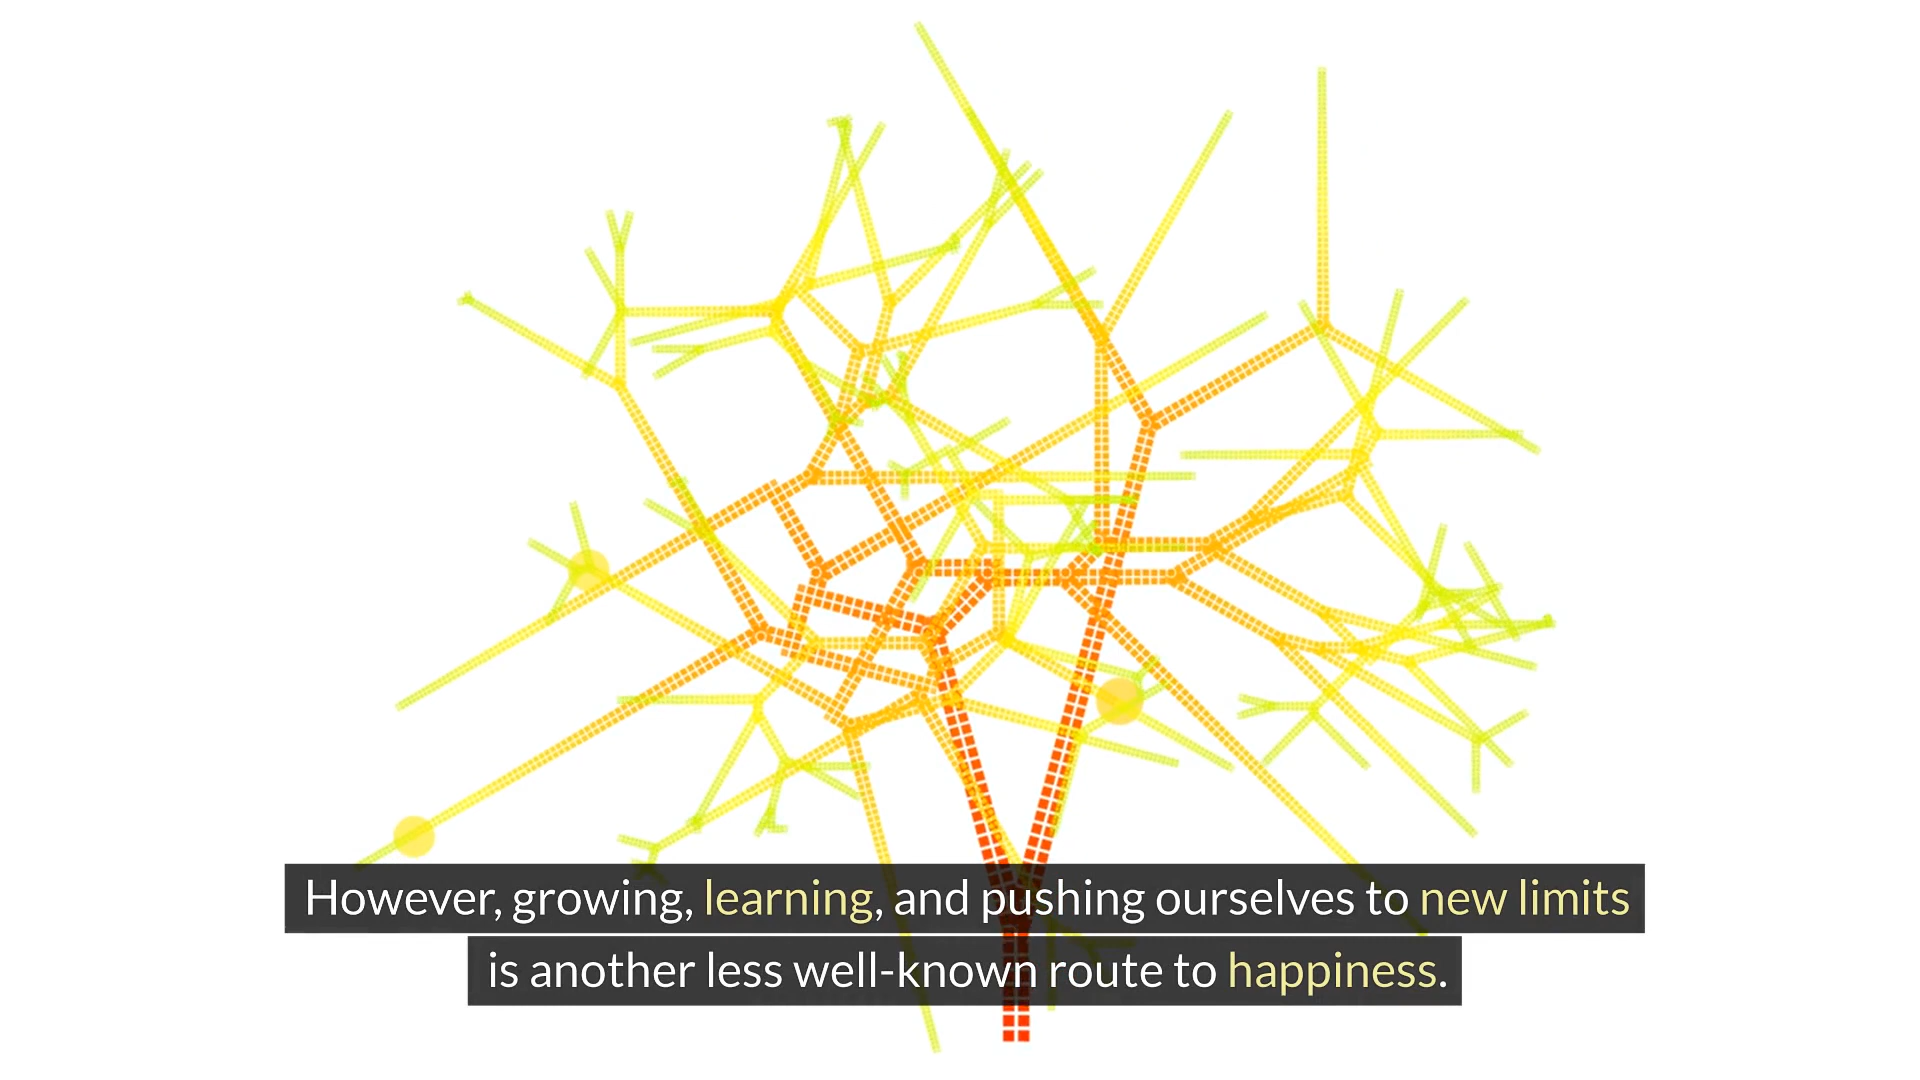 However, growing, learning, and pushing ourselves to new limits
is another less well-known route to happiness.